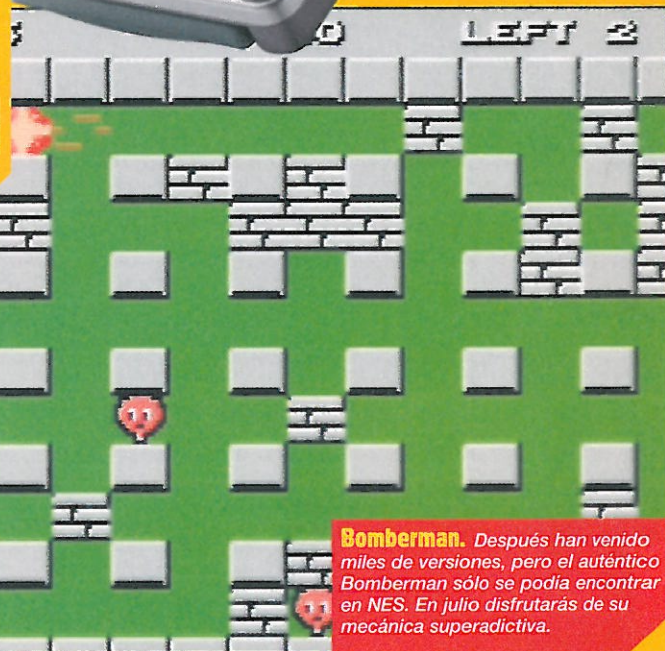 LEFT 2
Bomberman. Después han venido
miles de versiones, pero el auténtico
Bomberman sólo se podía encontrar
en NES. En julio disfrutarás de su
mecánica superadictiva.